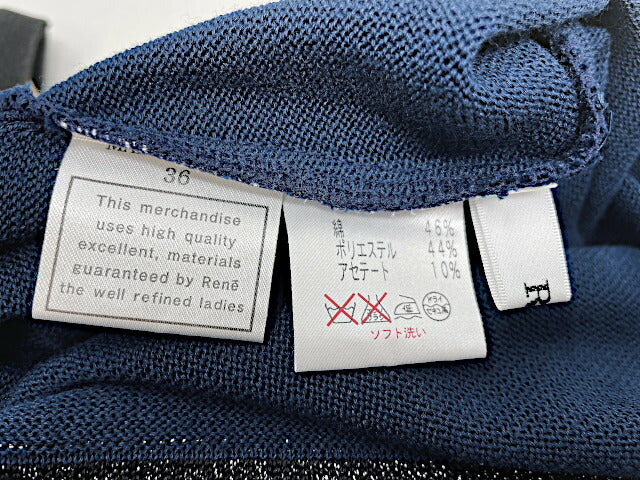 36
This merchandise
uses high quality
excellent, materials
guaranteed by René
the well refined ladies
綿 46%
ポリエステル 44%
アセテート 10%
ソフト洗い